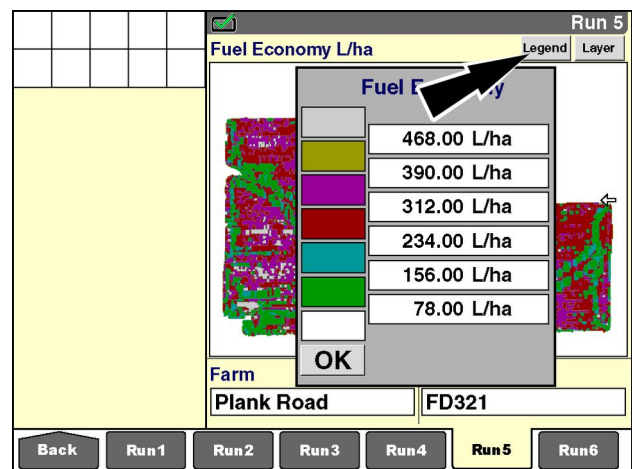 Run 5
Fuel Economy L/ha
Legend Layer
468.00 L/ha
390.00 L/ha
312.00 L/ha
234.00 L/ha
156.00 L/ha
78.00 L/ha
OK
Farm
Plank Road FD321
Back Run1 Run2 Run3 Run4 Run5 Run6